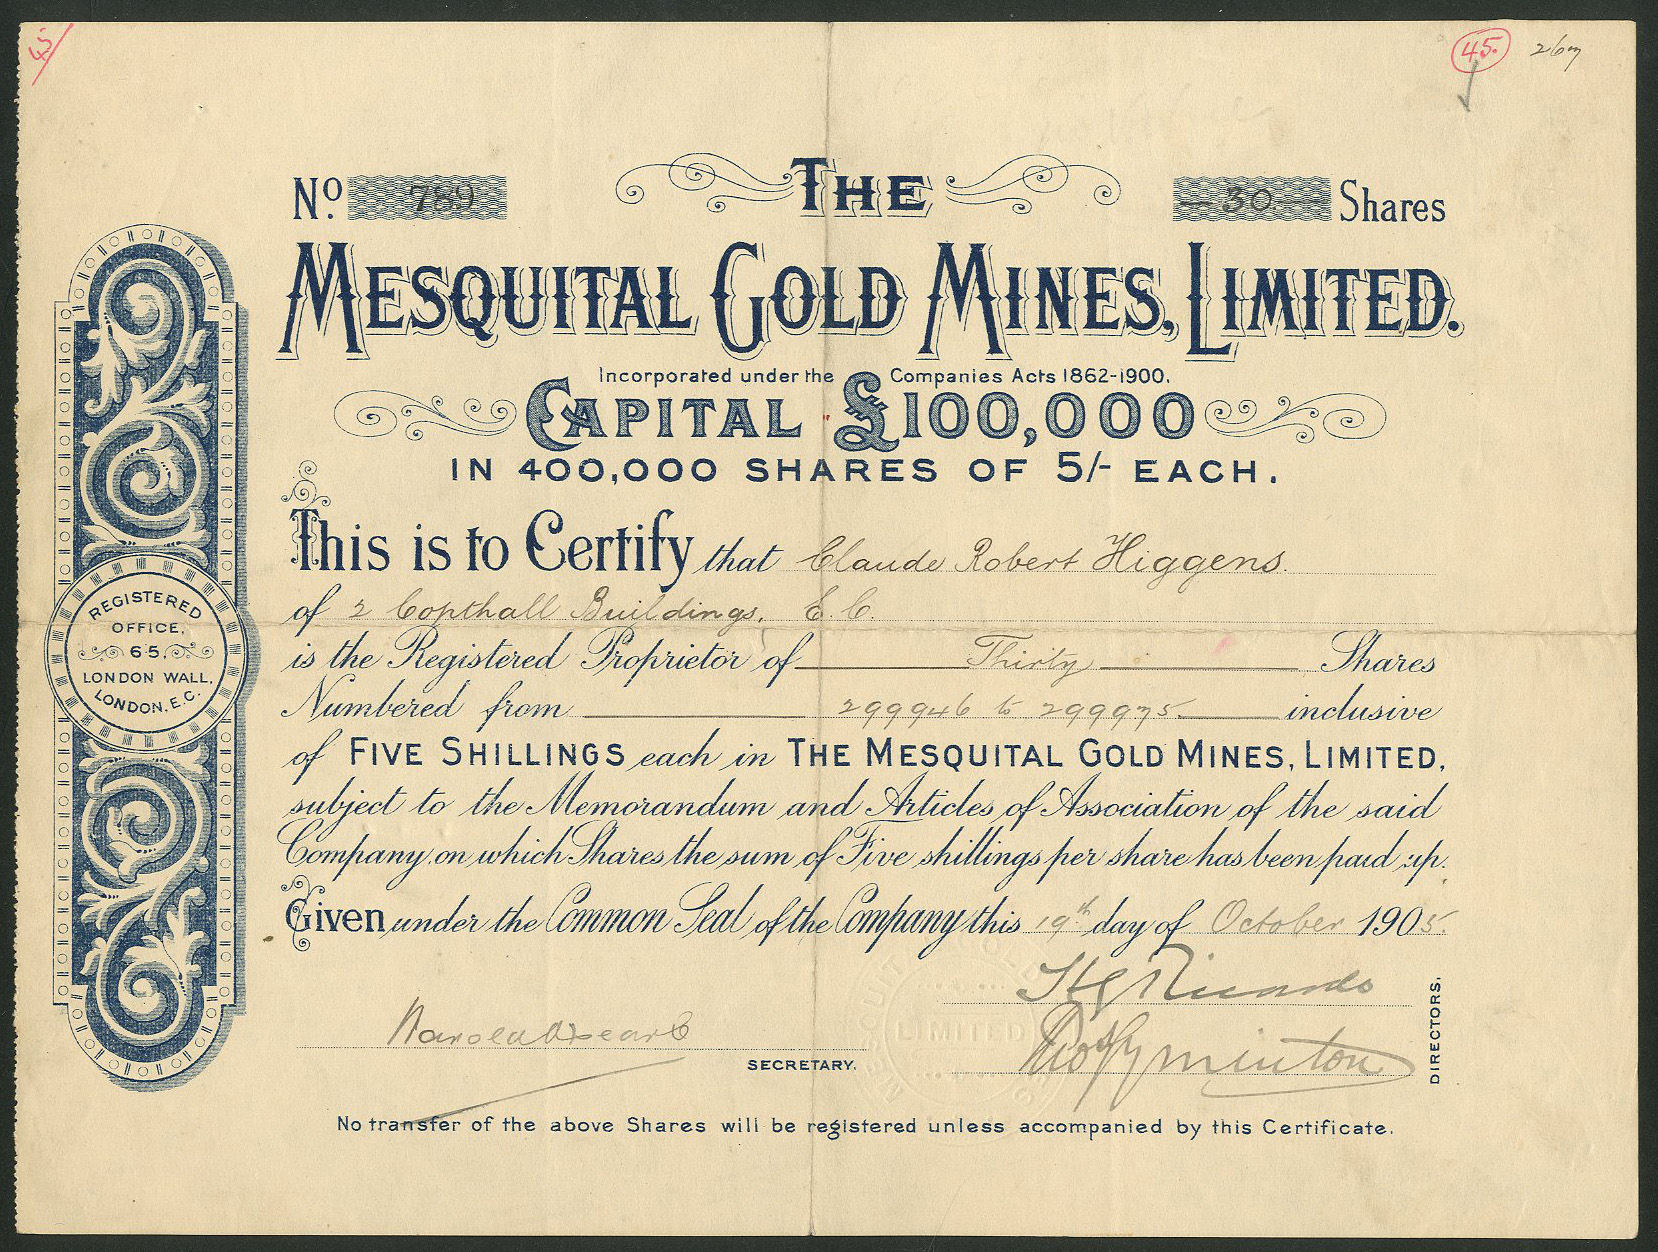 45
45. 26m
No. 789 THE – 30 – Shares
MESQUITAL GOLD MINES, LIMITED.
Incorporated under the Companies Acts 1862-1900.
CAPITAL £100,000
IN 400,000 SHARES OF 5/- EACH.
This is to Certify that Claude Robert Higgens.
of 2 Copthall Buildings. E.C.
is the Registered Proprietor of Thirty Shares
Numbered from 299946 to 299975 inclusive
of FIVE SHILLINGS each in THE MESQUITAL GOLD MINES, LIMITED,
subject to the Memorandum and Articles of Association of the said
Company, on which Shares the sum of Five shillings per share has been paid up.
Given under the Common Seal of the Company this 19th day of October 1905.
SECRETARY.
DIRECTORS.
No transfer of the above Shares will be registered unless accompanied by this Certificate.
REGISTERED
OFFICE,
65,
LONDON WALL,
LONDON. E.C.
LIMITED